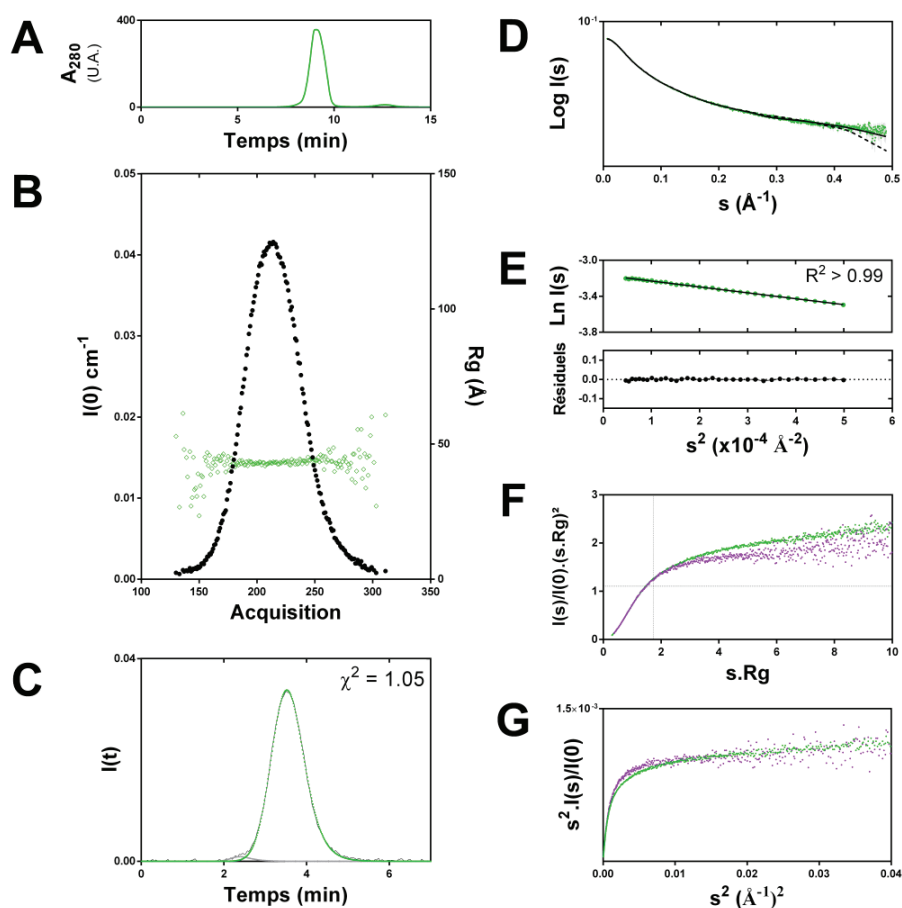 A
A280
(U.A.)
400
0
0
5
10
15
Temps (min)
B
I(0) cm-1
0.05
0.04
0.03
0.02
0.01
0.00
150
100
50
0
Rg (Å)
100
150
200
250
300
350
Acquisition
C
I(t)
0.04
0.00
χ2 = 1.05
0
2
4
6
Temps (min)
D
Log I(s)
10-1
0.0
0.1
0.2
0.3
0.4
0.5
s (Å-1)
E
Ln I(s)
-3.0
-3.4
-3.8
R2 > 0.99
Résiduels
0.1
0.0
0
1
2
3
4
5
6
s2 (x10-4 Å-2)
F
I(s)/I(0).(s.Rg)²
3
2
1
0
0
2
4
6
8
10
s.Rg
G
s2.I(s)/I(0)
1.5×10-3
0.00
0.01
0.02
0.03
0.04
s2 (Å-1)2